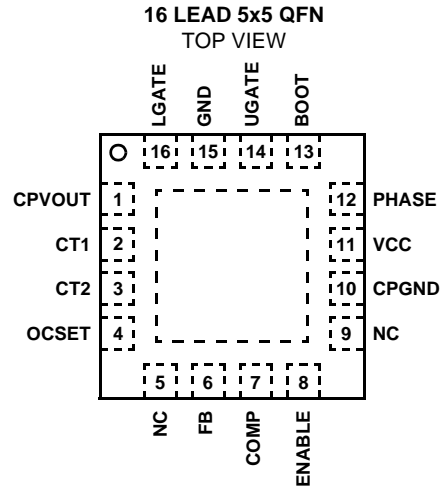 16 LEAD 5x5 QFN
TOP VIEW
LGATE
GND
UGATE
BOOT
16 15 14 13
CPVOUT 1 12 PHASE
CT1 2 11 VCC
CT2 3 10 CPGND
OCSET 4 9 NC
5 6 7 8
NC
FB
COMP
ENABLE